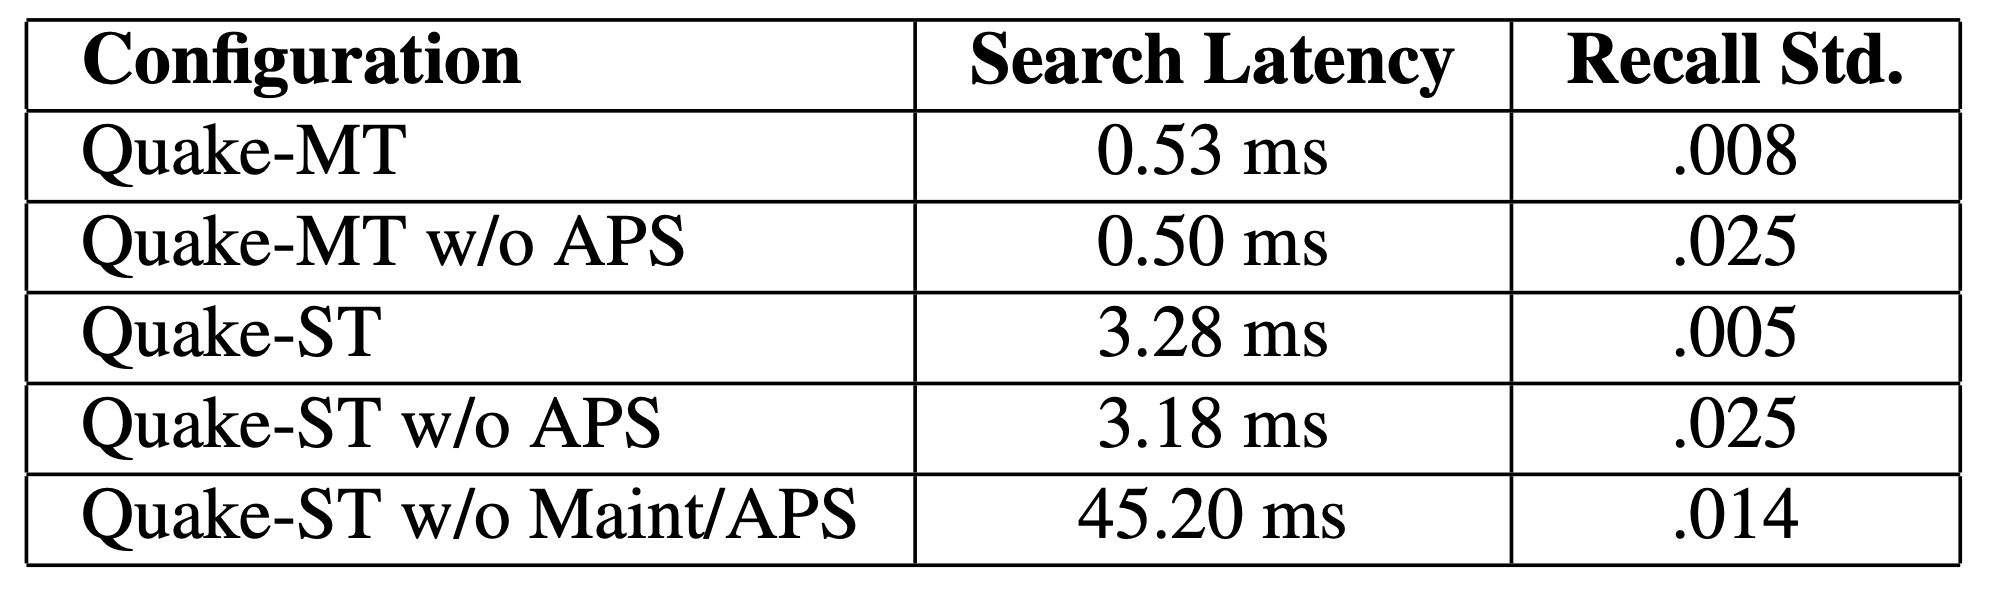 Configuration Search Latency Recall Std.
Quake-MT 0.53 ms .008
Quake-MT w/o APS 0.50 ms .025
Quake-ST 3.28 ms .005
Quake-ST w/o APS 3.18 ms .025
Quake-ST w/o Maint/APS 45.20 ms .014